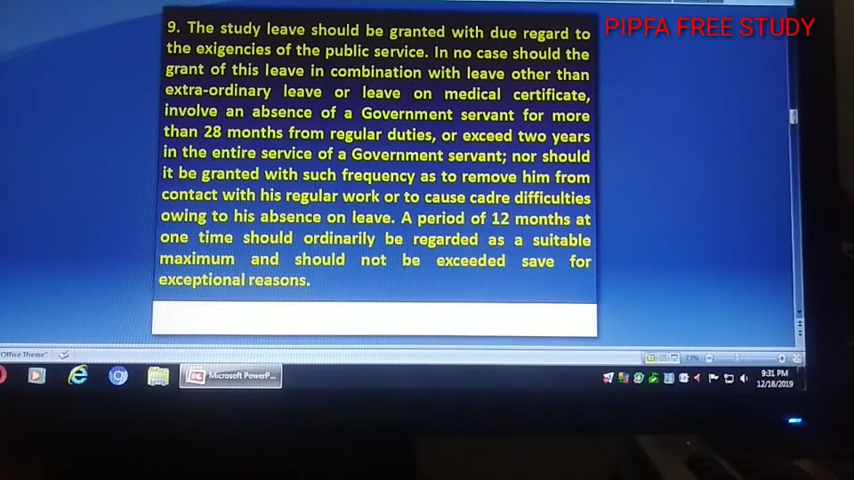 PIPFA FREE STUDY
9. The study leave should be granted with due regard to
the exigencies of the public service. In no case should the
grant of this leave in combination with leave other than
extra-ordinary leave or leave on medical certificate,
involve an absence of a Government servant for more
than 28 months from regular duties, or exceed two years
in the entire service of a Government servant; nor should
it be granted with such frequency as to remove him from
contact with his regular work or to cause cadre difficulties
owing to his absence on leave. A period of 12 months at
one time should ordinarily be regarded as a suitable
maximum and should not be exceeded save for
exceptional reasons.
"Office Theme"
73%
Microsoft PowerP...
9:31 PM
12/18/2019